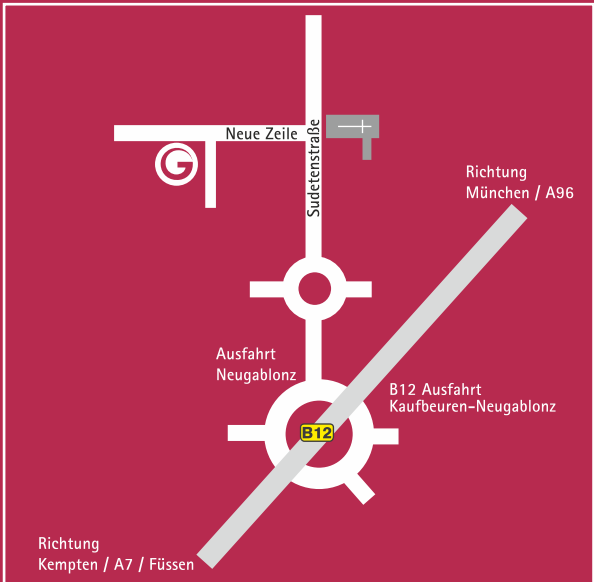 Neue Zeile
Sudetenstraße
G
Richtung
München / A96
Ausfahrt
Neugablonz
B12 Ausfahrt
Kaufbeuren-Neugablonz
B12
Richtung
Kempten / A7 / Füssen